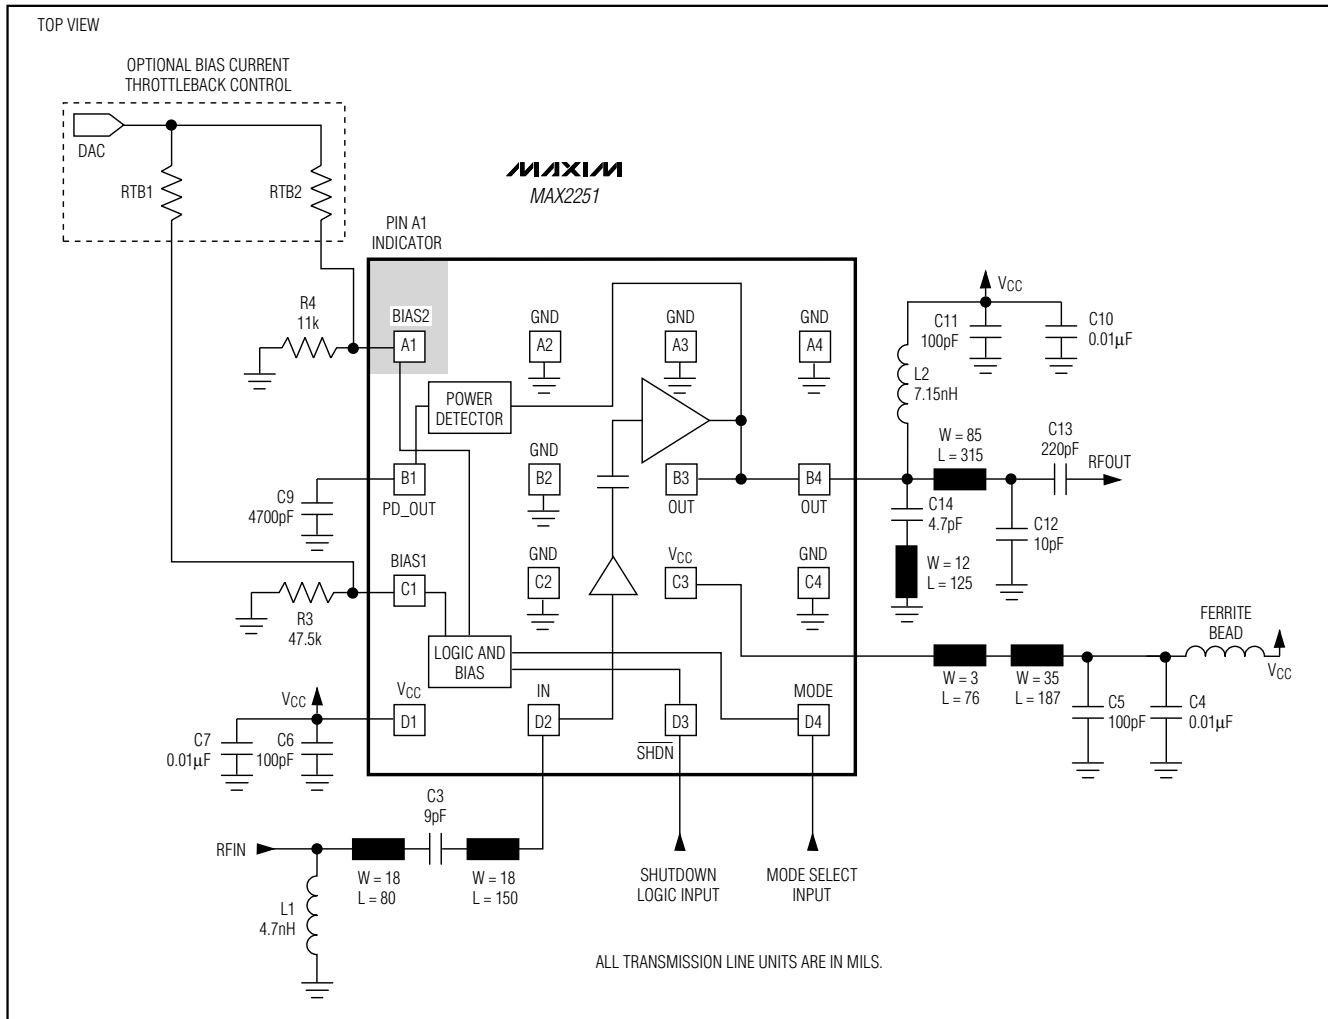 TOP VIEW
OPTIONAL BIAS CURRENT
THROTTLEBACK CONTROL
DAC
RTB1
RTB2
MAXIM
MAX2251
PIN A1
INDICATOR
R4
11k
BIAS2
A1
GND
A2
GND
A3
GND
A4
VCC
C11
100pF
C10
0.01µF
L2
7.15nH
POWER
DETECTOR
W = 85
L = 315
C13
220pF
RFOUT
GND
B2
B1
PD_OUT
B3
OUT
B4
OUT
C9
4700pF
C14
4.7pF
C12
10pF
W = 12
L = 125
BIAS1
C1
GND
C2
VCC
C3
GND
C4
R3
47.5k
LOGIC AND
BIAS
FERRITE
BEAD
VCC
W = 3
L = 76
W = 35
L = 187
C5
100pF
C4
0.01µF
VCC
VCC
D1
IN
D2
D3
SHDN
MODE
D4
C7
0.01µF
C6
100pF
C3
9pF
RFIN
W = 18
L = 80
W = 18
L = 150
L1
4.7nH
SHUTDOWN
LOGIC INPUT
MODE SELECT
INPUT
ALL TRANSMISSION LINE UNITS ARE IN MILS.